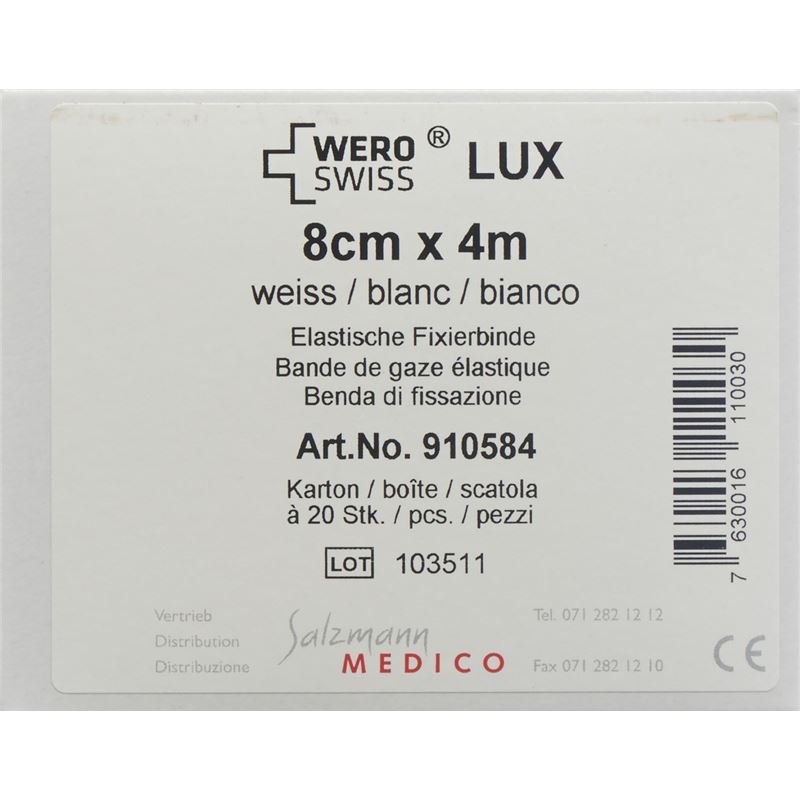 WERO SWISS ® LUX
8cm x 4m
weiss / blanc / bianco
Elastische Fixierbinde
Bande de gaze élastique
Benda di fissazione
Art.No. 910584
Karton / boîte / scatola
à 20 Stk. / pcs. / pezzi
LOT 103511
7 630016 110030
Vertrieb
Distribution
Distribuzione
Salzmann
MEDICO
Tel. 071 282 12 12
Fax 071 282 12 10
CE